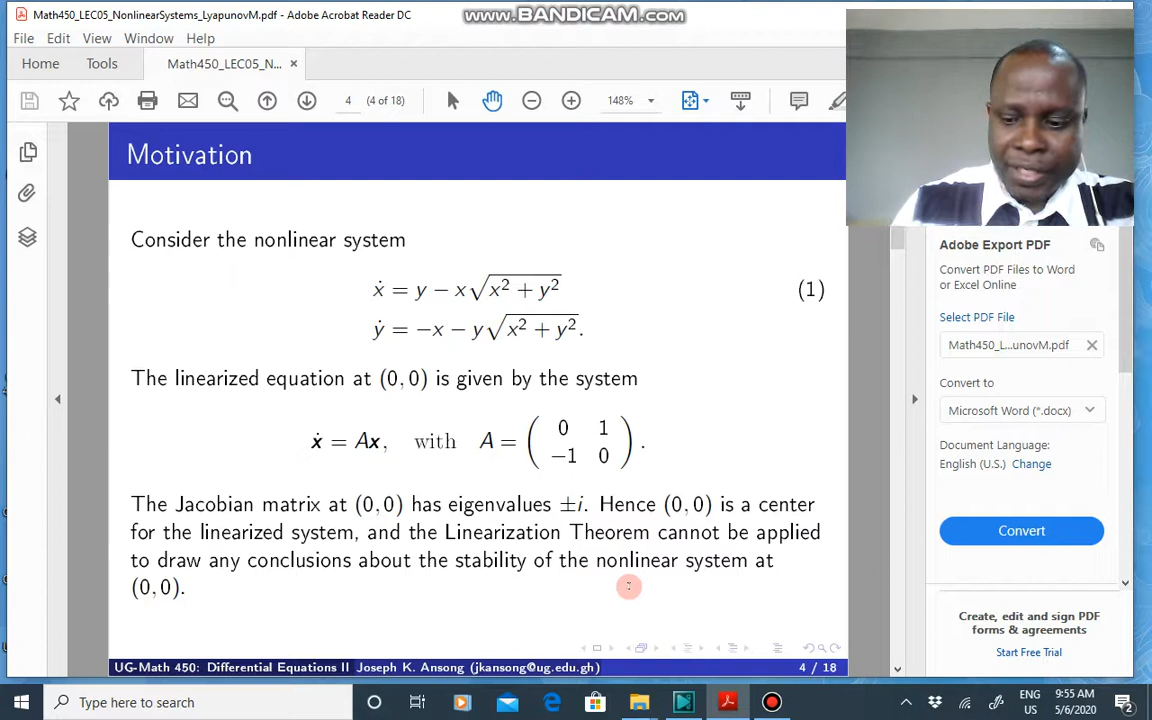 Math450_LEC05_NonlinearSystems_LyapunovM.pdf - Adobe Acrobat Reader DC
www.BANDICAM.com
File Edit View Window Help
Home Tools Math450_LEC05_N... ×
4 (4 of 18) 148%
Motivation
Consider the nonlinear system
ẋ = y − x√(x² + y²) (1)
ẏ = −x − y√(x² + y²).
The linearized equation at (0, 0) is given by the system
ẋ = Ax, with A = ( 0 1
−1 0 ).
The Jacobian matrix at (0, 0) has eigenvalues ±i. Hence (0, 0) is a center
for the linearized system, and the Linearization Theorem cannot be applied
to draw any conclusions about the stability of the nonlinear system at
(0, 0).
UG-Math 450: Differential Equations II Joseph K. Ansong (jkansong@ug.edu.gh) 4 / 18
Adobe Export PDF
Convert PDF Files to Word
or Excel Online
Select PDF File
Math450_L...unovM.pdf ×
Convert to
Microsoft Word (*.docx)
Document Language:
English (U.S.) Change
Convert
Create, edit and sign PDF
forms & agreements
Start Free Trial
Type here to search
ENG
US
9:55 AM
5/6/2020
2